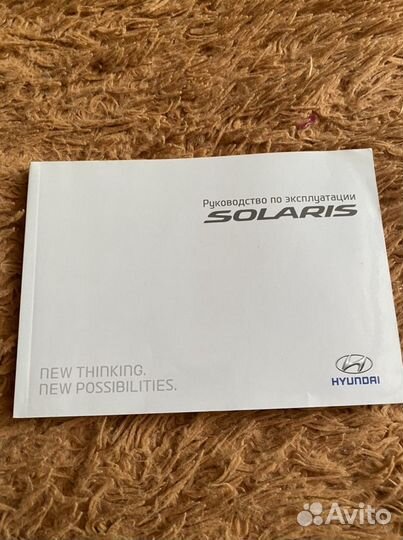 Руководство по эксплуатации
SOLARIS
NEW THINKING.
NEW POSSIBILITIES.
HYUNDAI
Avito